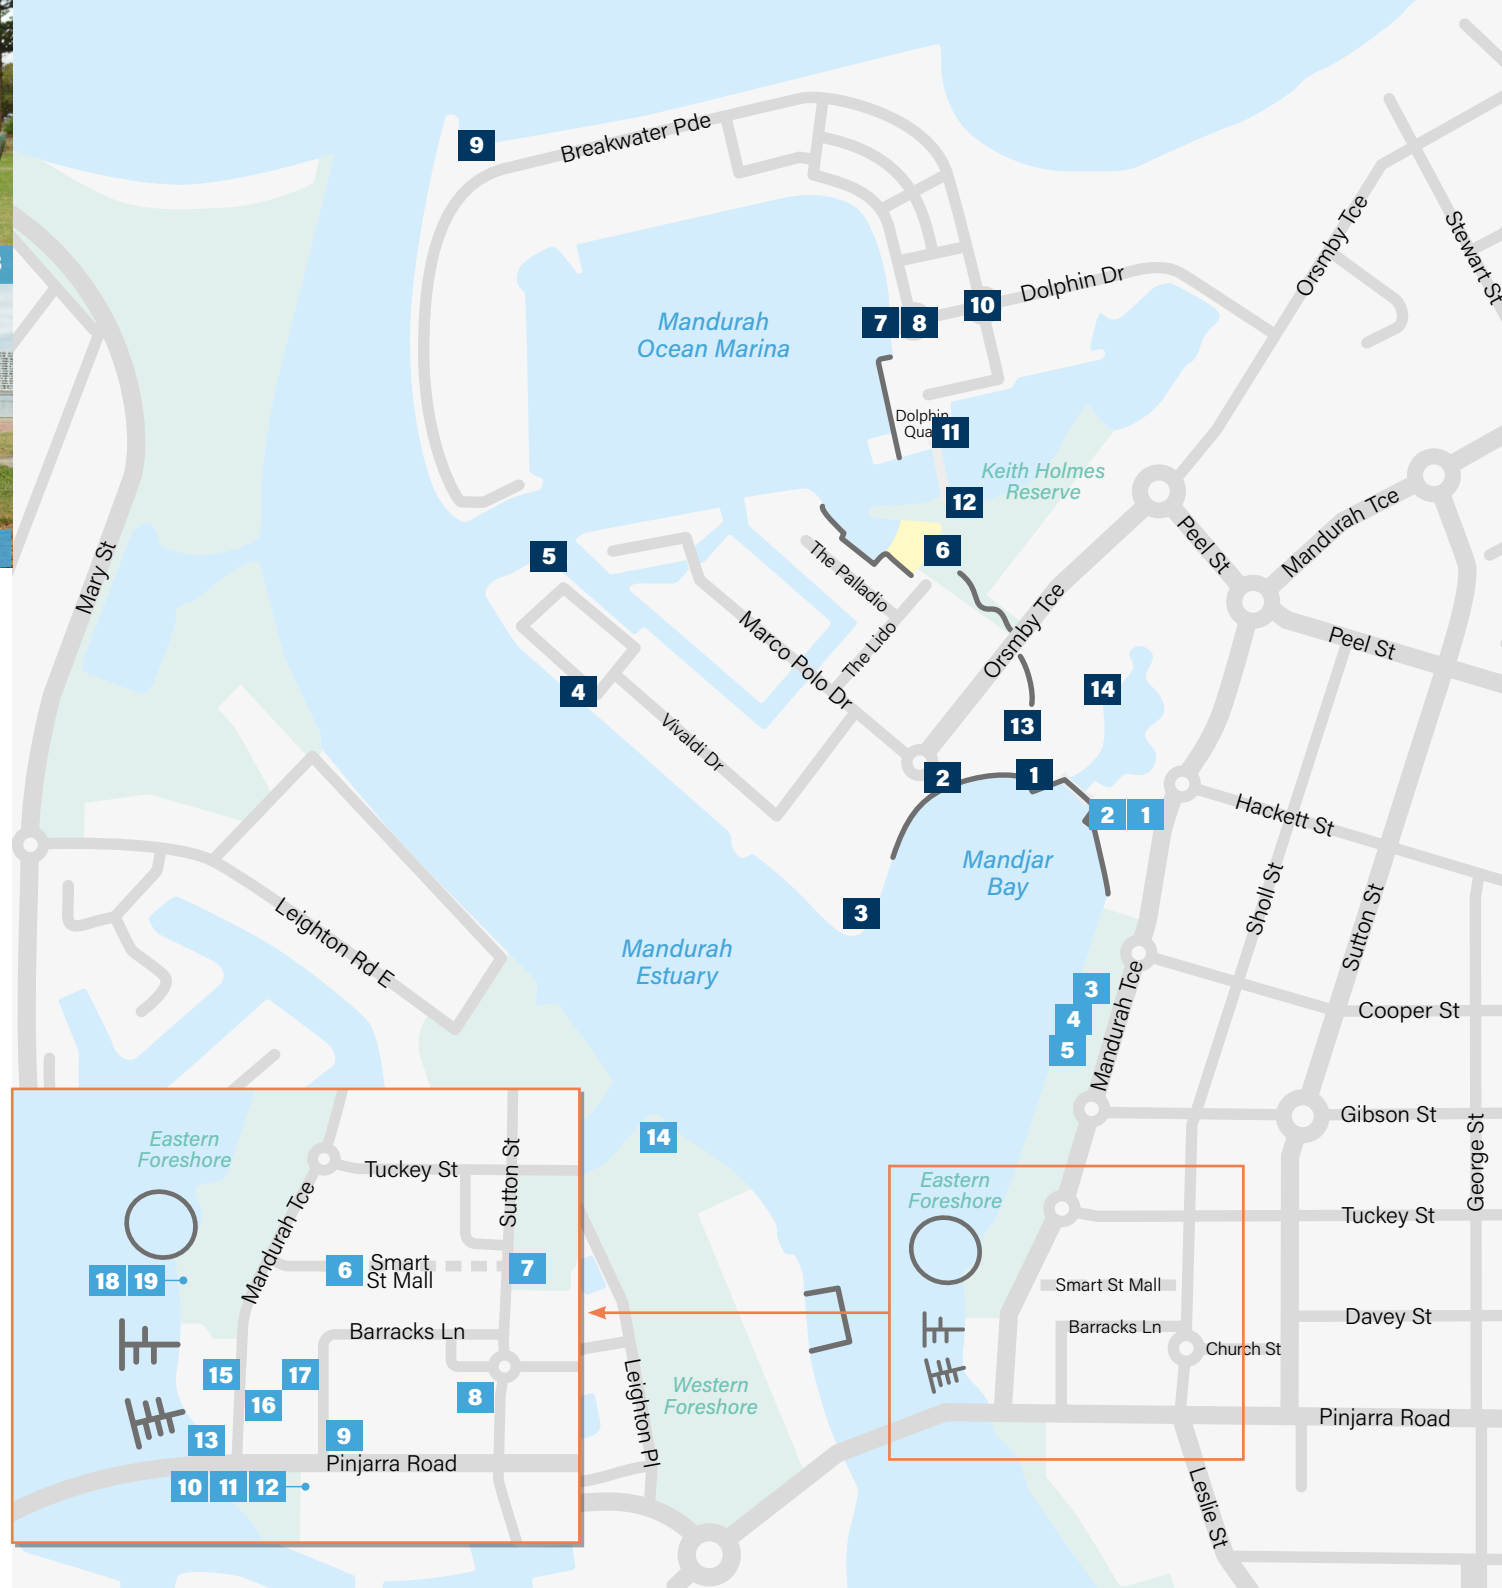 9
Breakwater Pde
Orsmby Tce
Stewart St
Dolphin Dr
10
7 8
Mandurah
Ocean Marina
Dolphin
Qua
11
Keith Holmes
Reserve
12
Mandurah Tce
Peel St
5
6
The Palladio
Mary St
Orsmby Tce
Peel St
The Lido
Marco Polo Dr
4
14
13
Vivaldi Dr
2
1
2 1
Hackett St
Mandjar
Bay
Sholl St
3
Sutton St
Leighton Rd E
Mandurah
Estuary
3
4
5
Mandurah Tce
Cooper St
Gibson St
14
George St
Eastern
Foreshore
Tuckey St
Smart St Mall
Barracks Ln
Davey St
Church St
Pinjarra Road
Leslie St
Western
Foreshore
Leighton Pl
Eastern
Foreshore
Tuckey St
Sutton St
Mandurah Tce
6
Smart
St Mall
7
18 19
Barracks Ln
15
17
16
8
13
9
Pinjarra Road
10 11 12